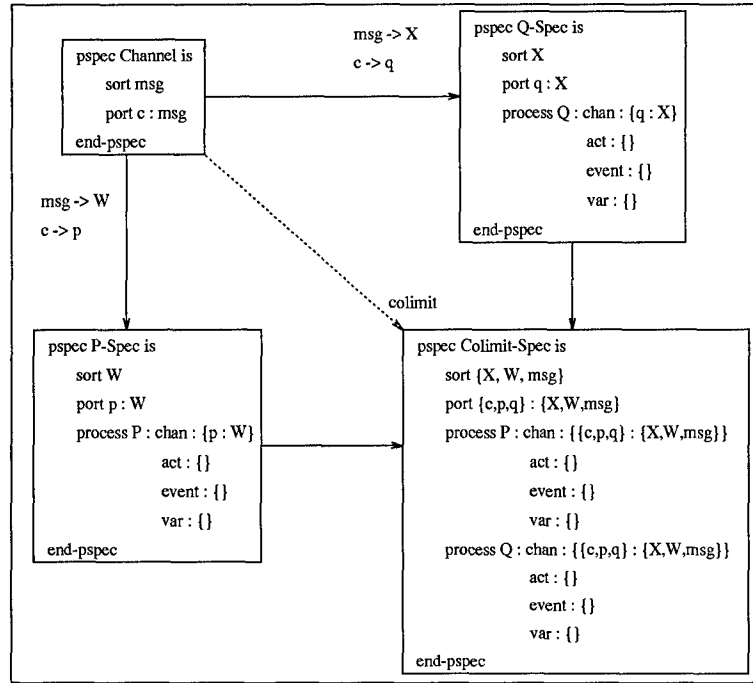 pspec Channel is
sort msg
port c : msg
end-pspec
msg -> X
c -> q
pspec Q-Spec is
sort X
port q : X
process Q : chan : {q : X}
act : {}
event : {}
var : {}
end-pspec
msg -> W
c -> p
colimit
pspec P-Spec is
sort W
port p : W
process P : chan : {p : W}
act : {}
event : {}
var : {}
end-pspec
pspec Colimit-Spec is
sort {X, W, msg}
port {c,p,q} : {X,W,msg}
process P : chan : {{c,p,q} : {X,W,msg}}
act : {}
event : {}
var : {}
process Q : chan : {{c,p,q} : {X,W,msg}}
act : {}
event : {}
var : {}
end-pspec